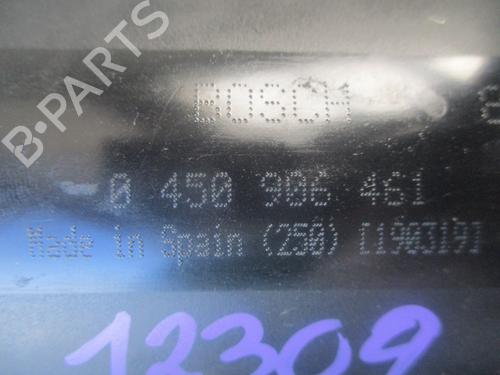 B-PARTS
BOSCH
0 450 906 461
Made in Spain (250) [190319]
12309